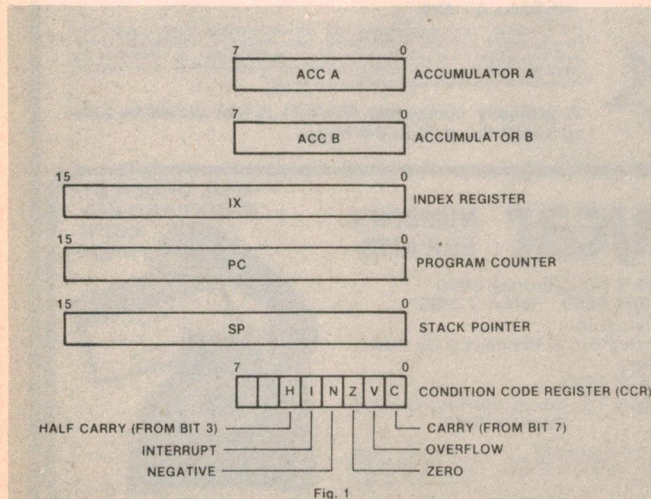 7 0
ACC A ACCUMULATOR A
7 0
ACC B ACCUMULATOR B
15 0
IX INDEX REGISTER
15 0
PC PROGRAM COUNTER
15 0
SP STACK POINTER
7 0
H I N Z V C CONDITION CODE REGISTER (CCR)
HALF CARRY (FROM BIT 3) CARRY (FROM BIT 7)
INTERRUPT OVERFLOW
NEGATIVE ZERO
Fig. 1